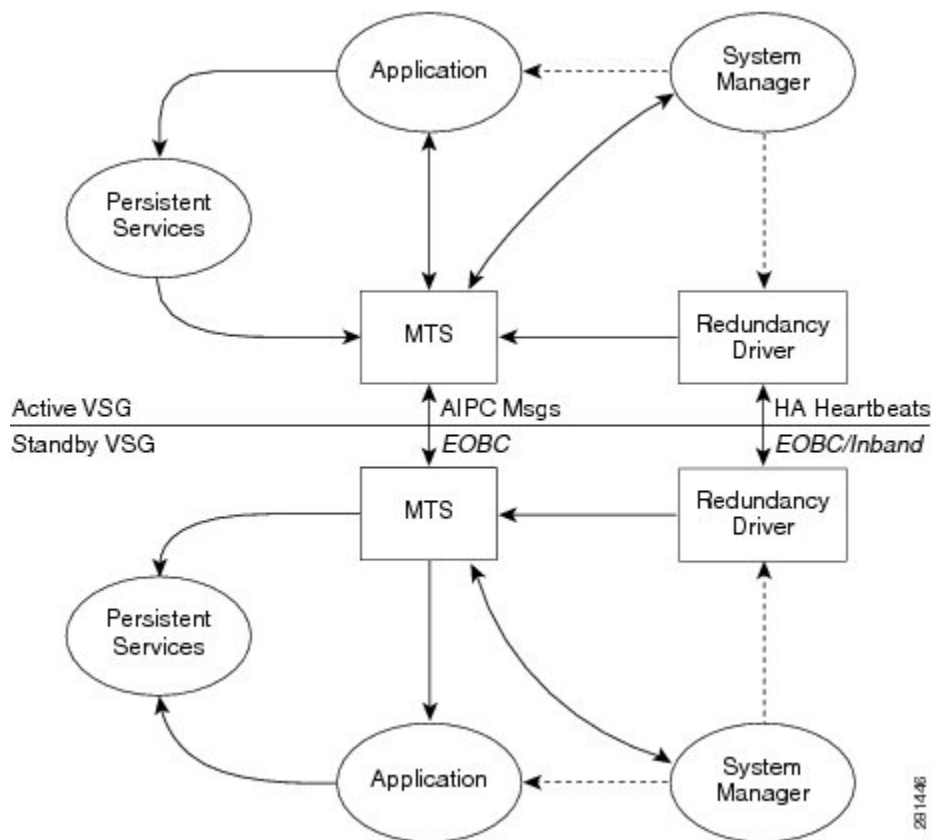 Application
System
Manager
Persistent
Services
MTS
Redundancy
Driver
Active VSG
AIPC Msgs
HA Heartbeats
Standby VSG
EOBC
EOBC/Inband
MTS
Redundancy
Driver
Persistent
Services
Application
System
Manager
281446